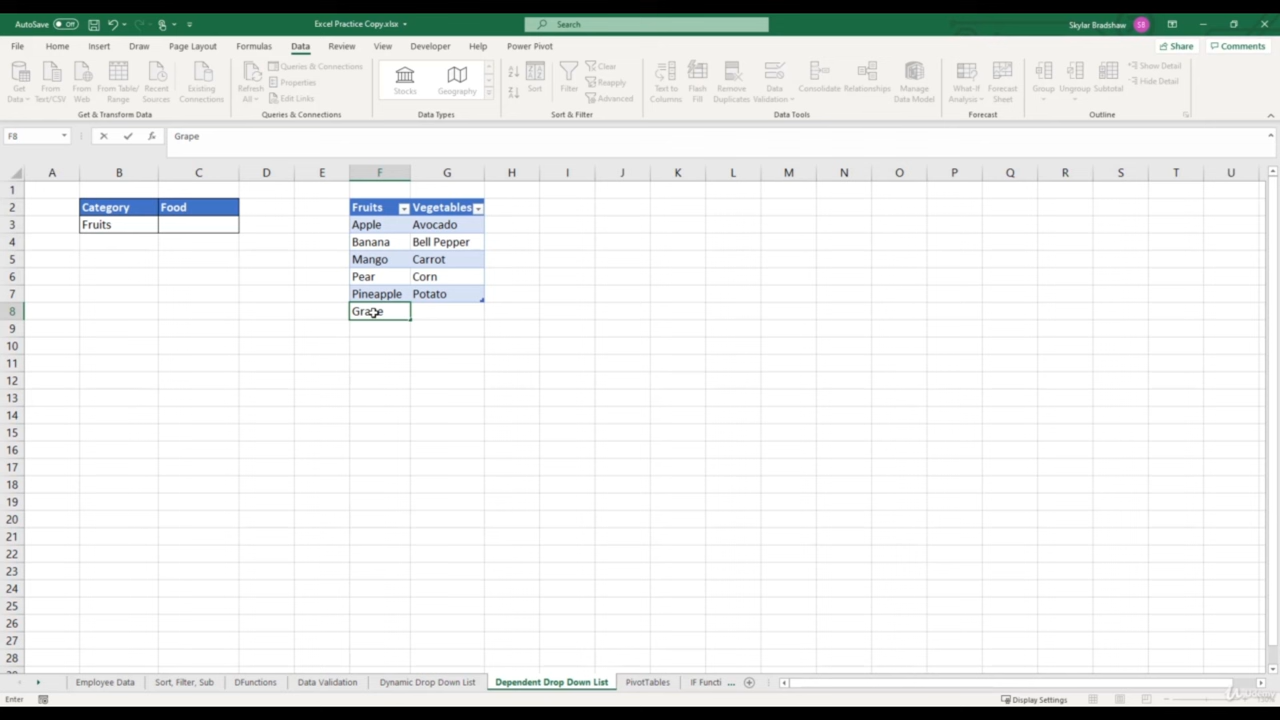 AutoSave Off Excel Practice Copy.xlsx Search Skylar Bradshaw SB
File Home Insert Draw Page Layout Formulas Data Review View Developer Help Power Pivot Share Comments
Get Data From Text/CSV From Web From Table/Range Recent Sources Existing Connections
Get & Transform Data
Refresh All Queries & Connections Properties Edit Links
Queries & Connections
Stocks Geography
Data Types
Sort Filter Clear Reapply Advanced
Sort & Filter
Text to Columns Flash Fill Remove Duplicates Data Validation Consolidate Relationships Manage Data Model
Data Tools
What-If Analysis Forecast Sheet
Forecast
Group Ungroup Subtotal Show Detail Hide Detail
Outline
F8 fx Grape
A B C D E F G H I J K L M N O P Q R S T U
1
2 Category Food Fruits Vegetables
3 Fruits Apple Avocado
4 Banana Bell Pepper
5 Mango Carrot
6 Pear Corn
7 Pineapple Potato
8 Grape
9
10
11
12
13
14
15
16
17
18
19
20
21
22
23
24
25
26
27
28
Employee Data Sort, Filter, Sub DFunctions Data Validation Dynamic Drop Down List Dependent Drop Down List PivotTables IF Functi ...
Enter Display Settings